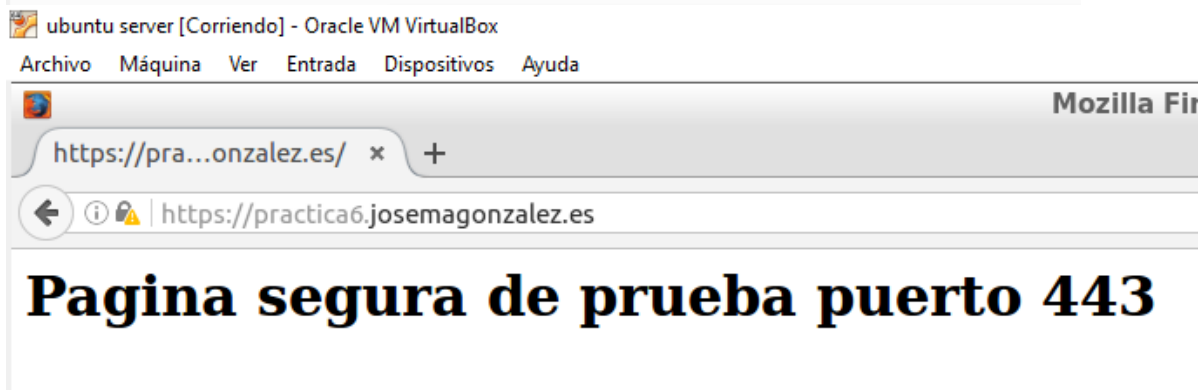 ubuntu server [Corriendo] - Oracle VM VirtualBox
Archivo Máquina Ver Entrada Dispositivos Ayuda
Mozilla Fir
https://pra...onzalez.es/ × +
https://practica6.josemagonzalez.es
Pagina segura de prueba puerto 443